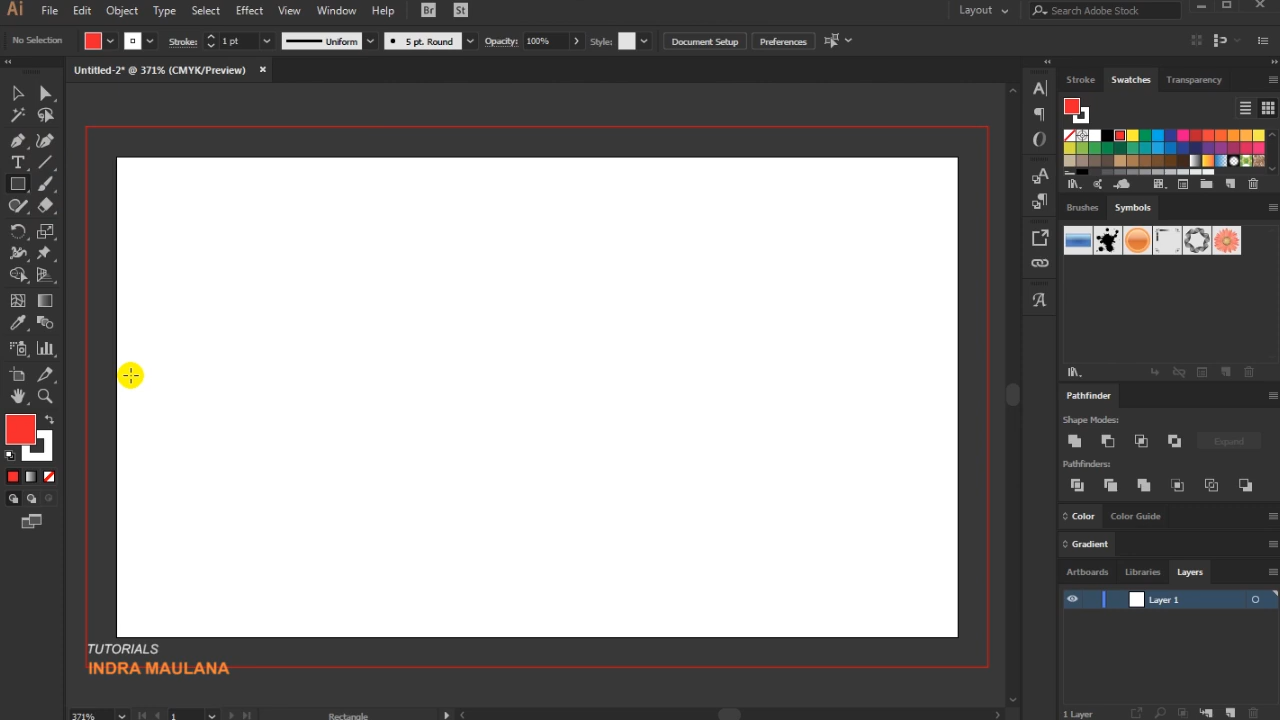 Ai File Edit Object Type Select Effect View Window Help Br St Layout Search Adobe Stock
No Selection Stroke: 1 pt Uniform 5 pt. Round Opacity: 100% Style: Document Setup Preferences
Untitled-2* @ 371% (CMYK/Preview)
Stroke Swatches Transparency
Brushes Symbols
Pathfinder
Shape Modes:
Expand
Pathfinders:
Color Color Guide
Gradient
Artboards Libraries Layers
Layer 1
TUTORIALS
INDRA MAULANA
371% 1 Rectangle 1 Layer